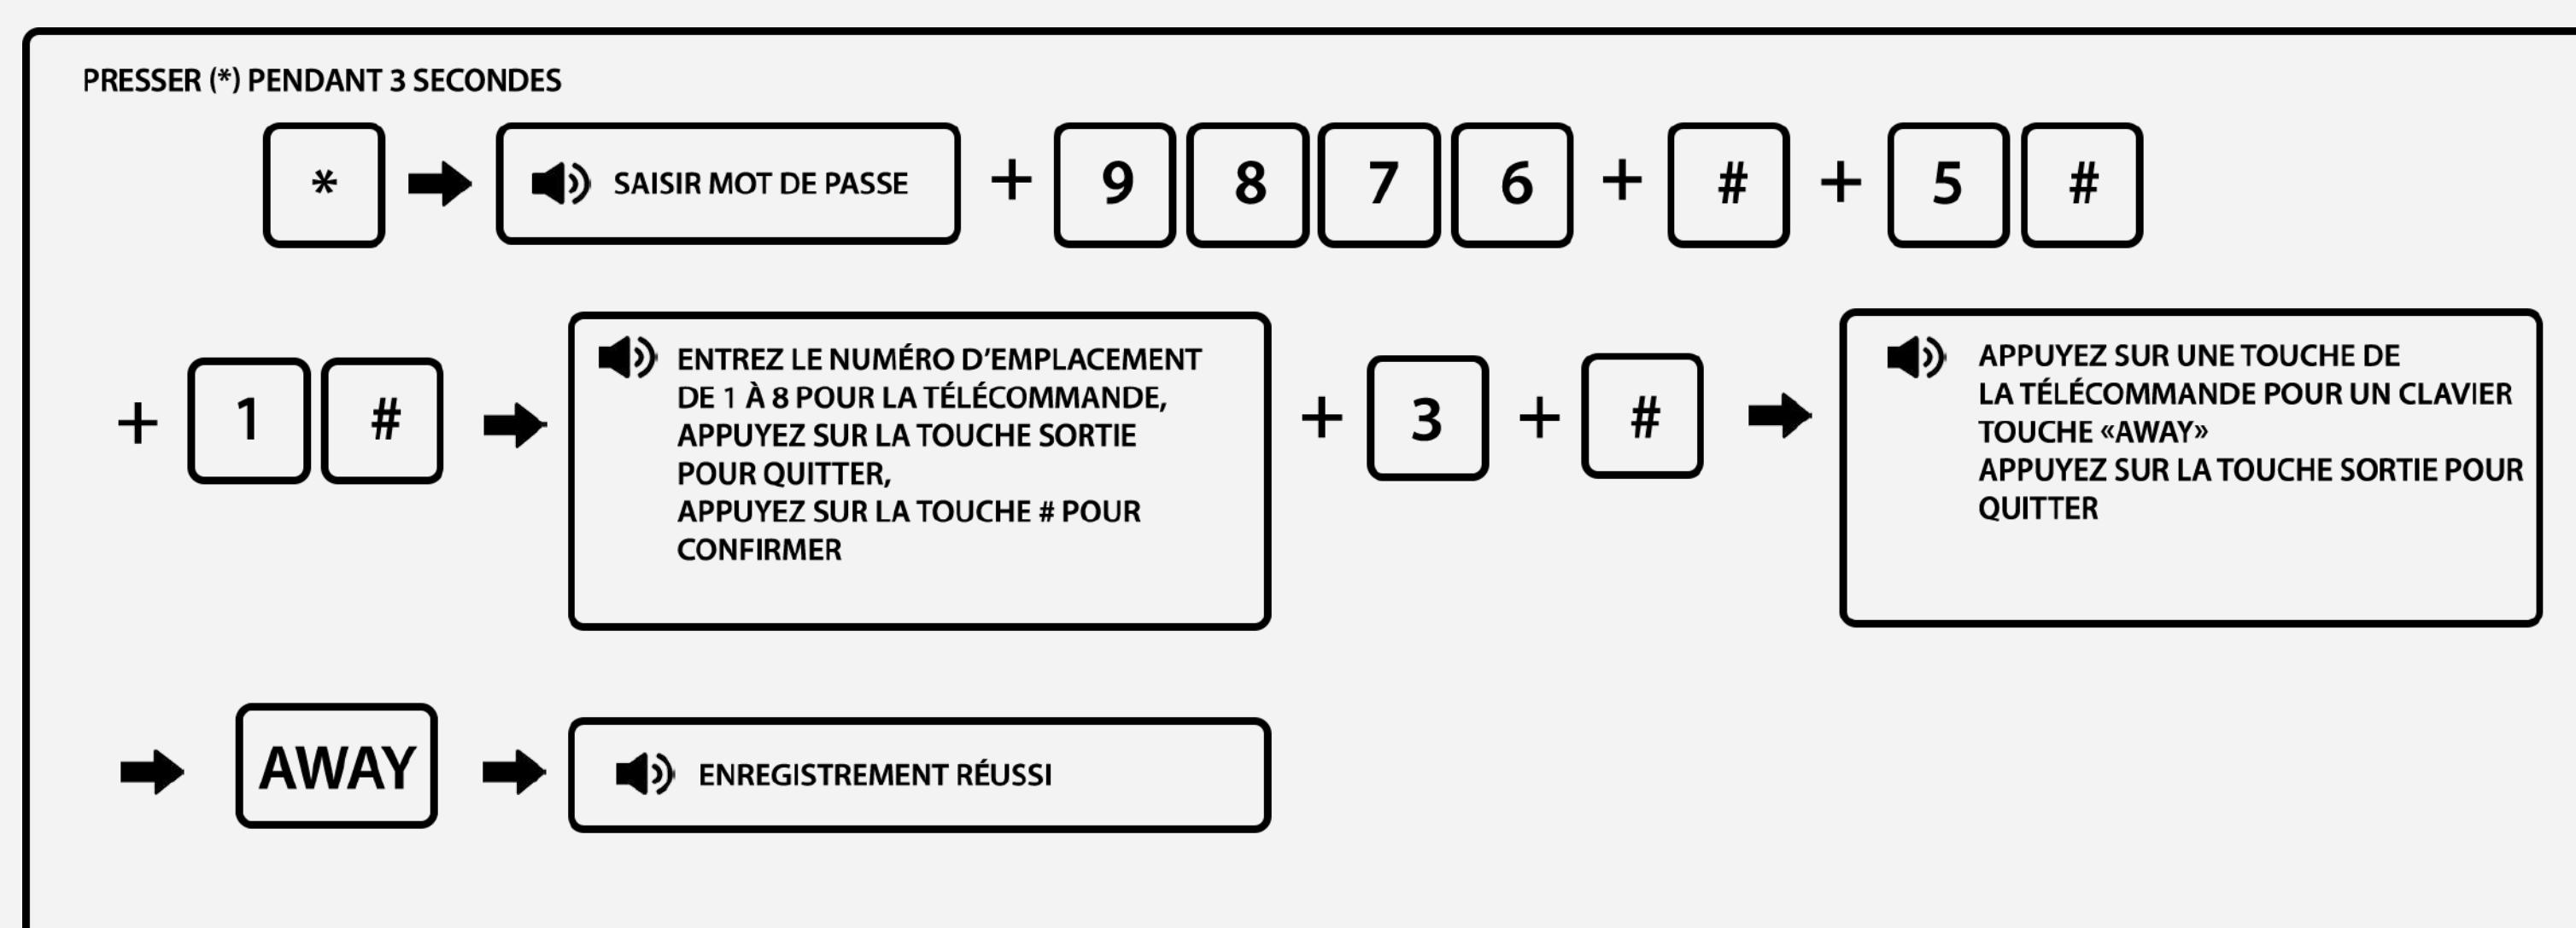 PRESSER (*) PENDANT 3 SECONDES
* SAISIR MOT DE PASSE + 9 8 7 6 + # + 5 #
+ 1 #
ENTREZ LE NUMÉRO D’EMPLACEMENT
DE 1 À 8 POUR LA TÉLÉCOMMANDE,
APPUYEZ SUR LA TOUCHE SORTIE
POUR QUITTER,
APPUYEZ SUR LA TOUCHE # POUR
CONFIRMER
+ 3 + #
APPUYEZ SUR UNE TOUCHE DE
LA TÉLÉCOMMANDE POUR UN CLAVIER
TOUCHE «AWAY»
APPUYEZ SUR LA TOUCHE SORTIE POUR
QUITTER
AWAY ENREGISTREMENT RÉUSSI